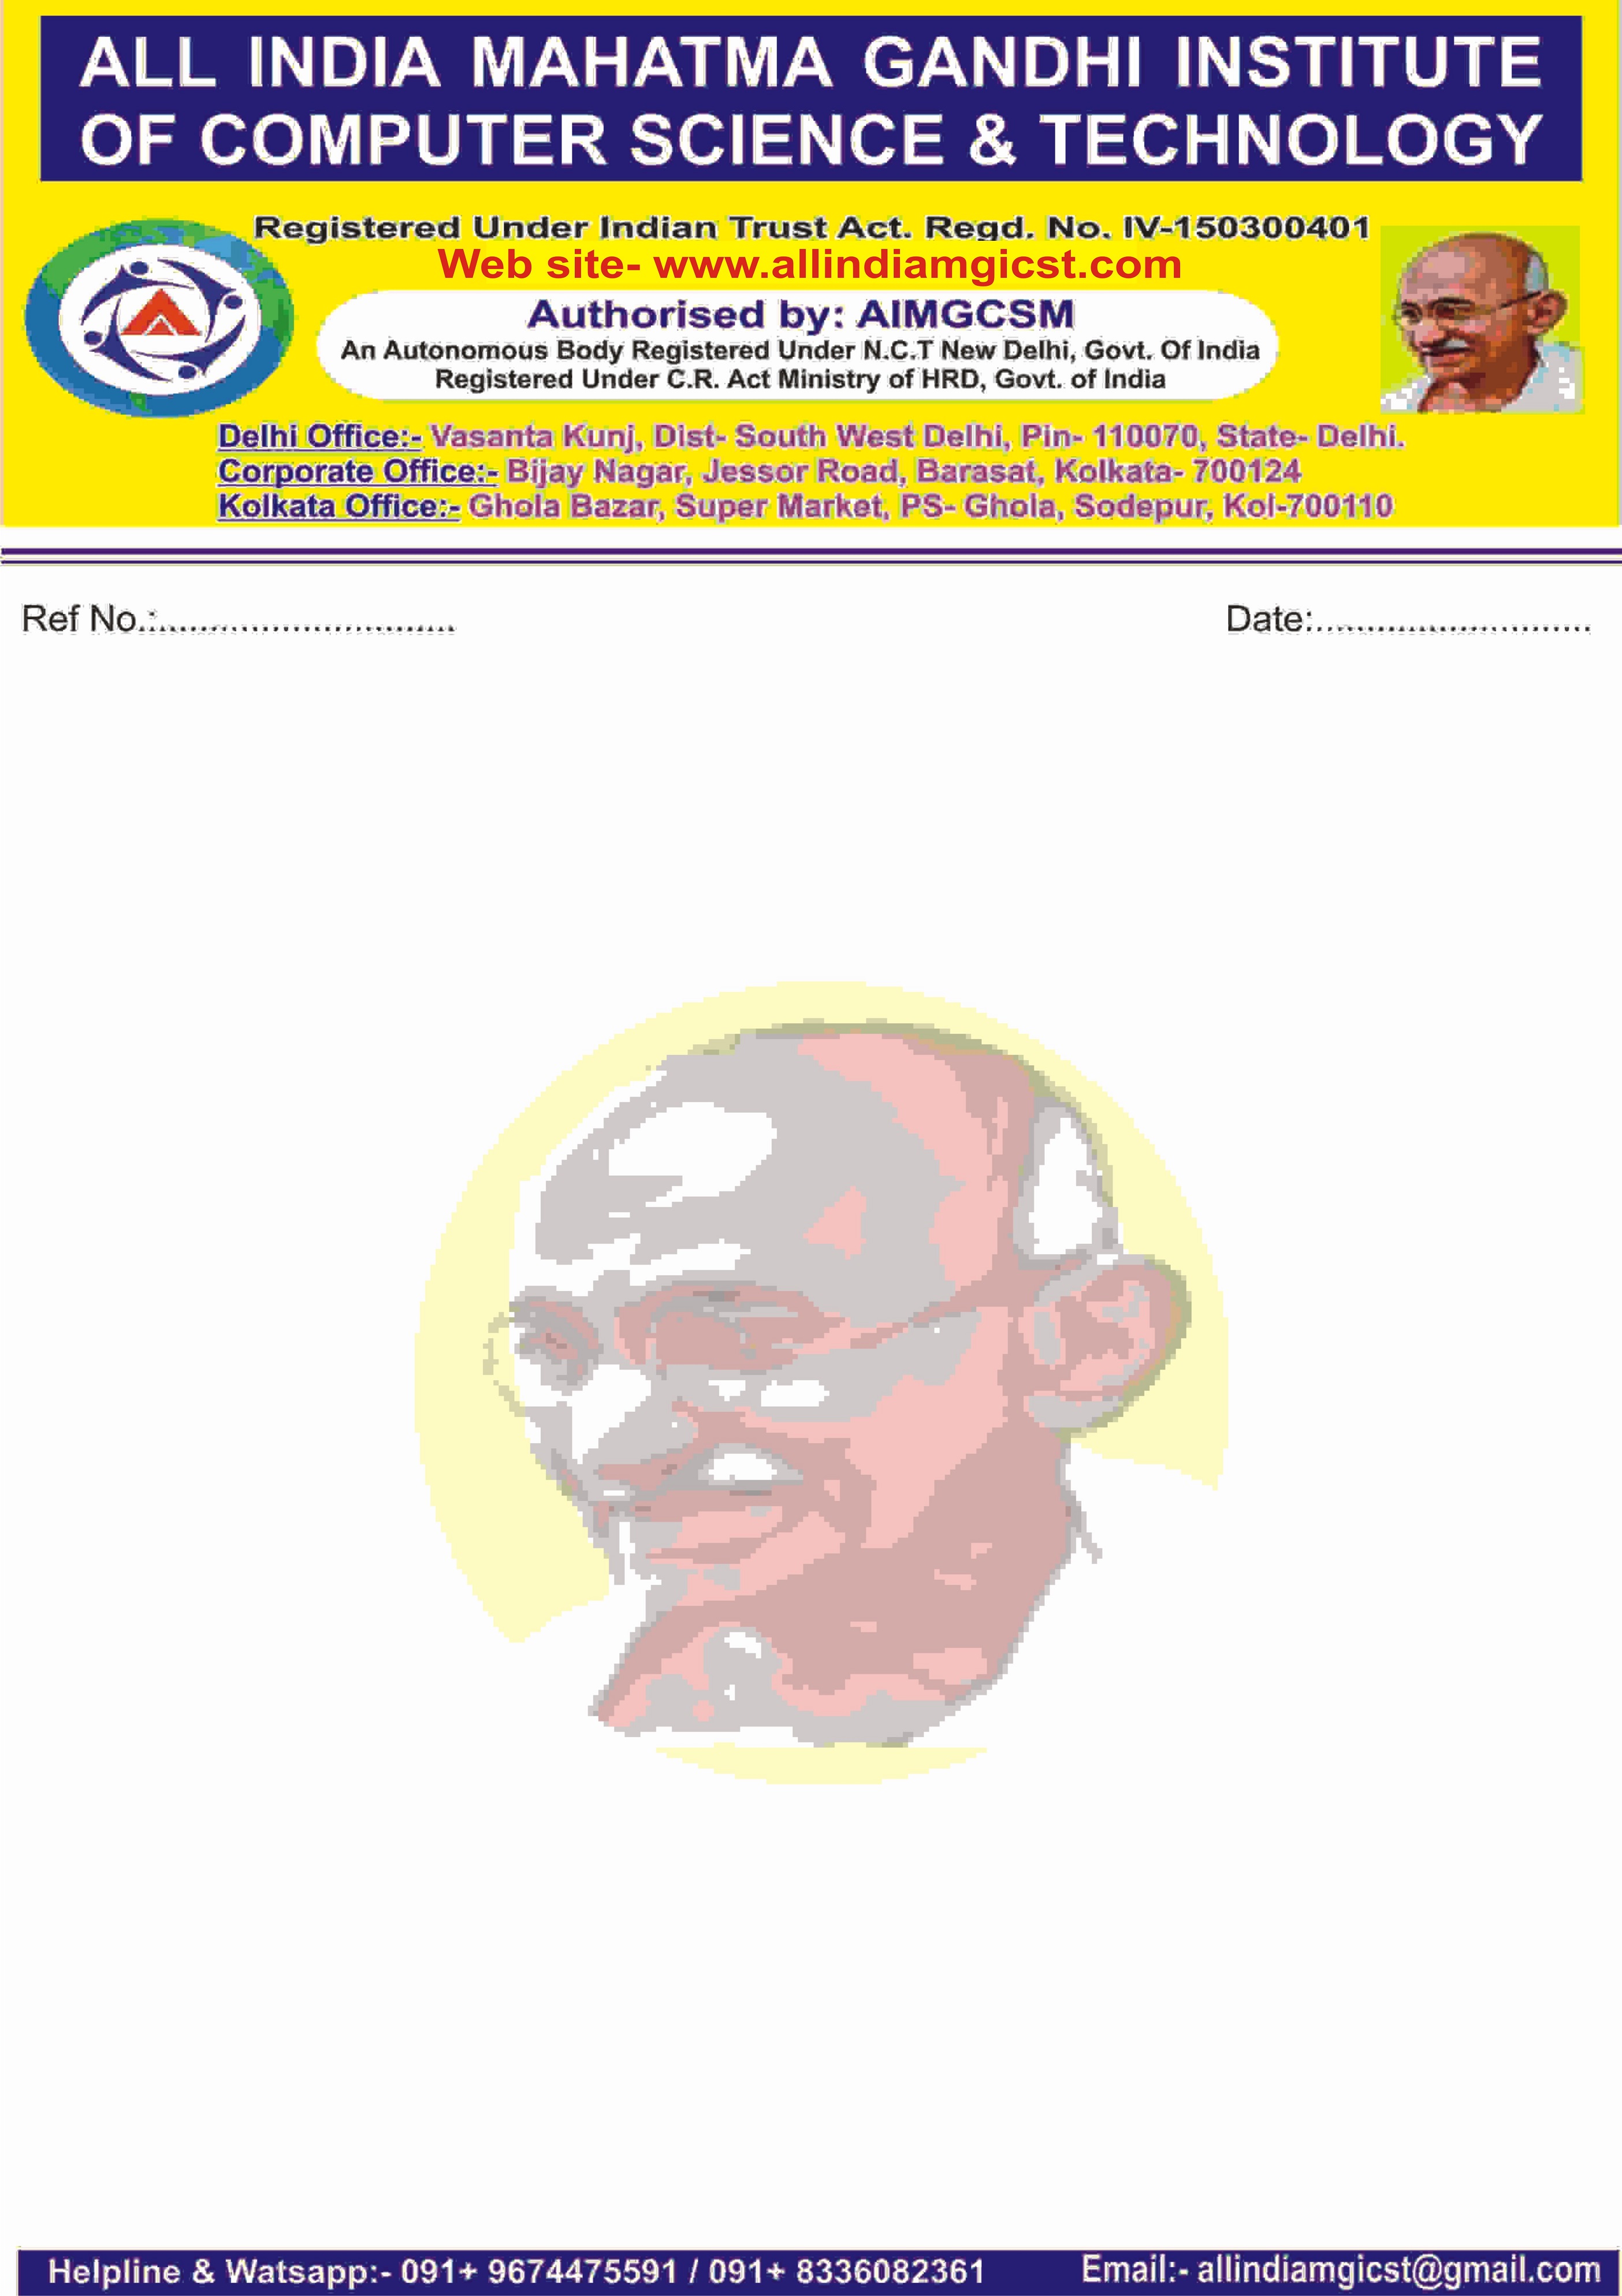 ALL INDIA MAHATMA GANDHI INSTITUTE
OF COMPUTER SCIENCE & TECHNOLOGY
Registered Under Indian Trust Act. Regd. No. IV-150300401
Web site- www.allindiamgicst.com
Authorised by: AIMGCSM
An Autonomous Body Registered Under N.C.T New Delhi, Govt. Of India
Registered Under C.R. Act Ministry of HRD, Govt. of India
Delhi Office:- Vasanta Kunj, Dist- South West Delhi, Pin- 110070, State- Delhi.
Corporate Office:- Bijay Nagar, Jessor Road, Barasat, Kolkata- 700124
Kolkata Office:- Ghola Bazar, Super Market, PS- Ghola, Sodepur, Kol-700110
Ref No.:............................. Date:...........................
Helpline & Watsapp:- 091+ 9674475591 / 091+ 8336082361 Email:- allindiamgicst@gmail.com